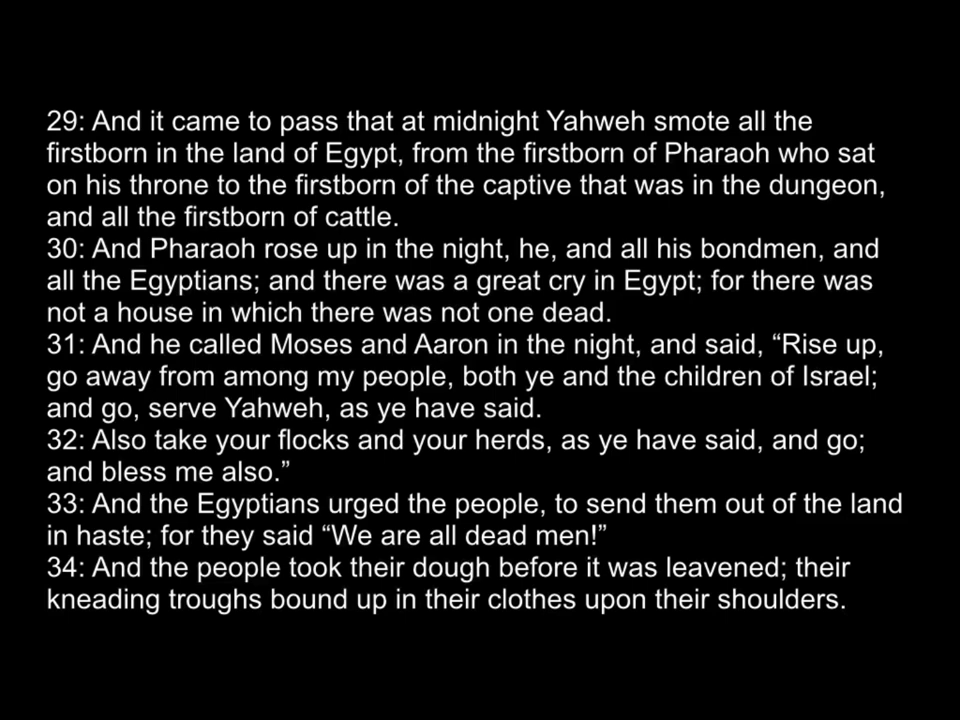 29: And it came to pass that at midnight Yahweh smote all the
firstborn in the land of Egypt, from the firstborn of Pharaoh who sat
on his throne to the firstborn of the captive that was in the dungeon,
and all the firstborn of cattle.
30: And Pharaoh rose up in the night, he, and all his bondmen, and
all the Egyptians; and there was a great cry in Egypt; for there was
not a house in which there was not one dead.
31: And he called Moses and Aaron in the night, and said, “Rise up,
go away from among my people, both ye and the children of Israel;
and go, serve Yahweh, as ye have said.
32: Also take your flocks and your herds, as ye have said, and go;
and bless me also.”
33: And the Egyptians urged the people, to send them out of the land
in haste; for they said “We are all dead men!”
34: And the people took their dough before it was leavened; their
kneading troughs bound up in their clothes upon their shoulders.